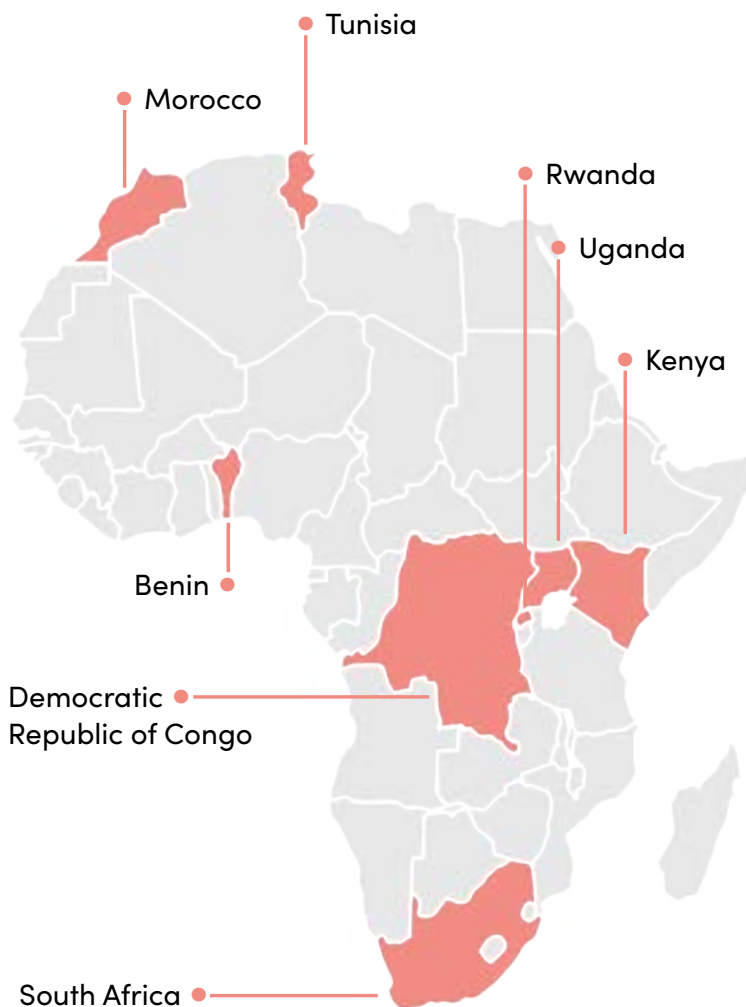 Tunisia
Morocco
Rwanda
Uganda
Kenya
Benin
Democratic
Republic of Congo
South Africa